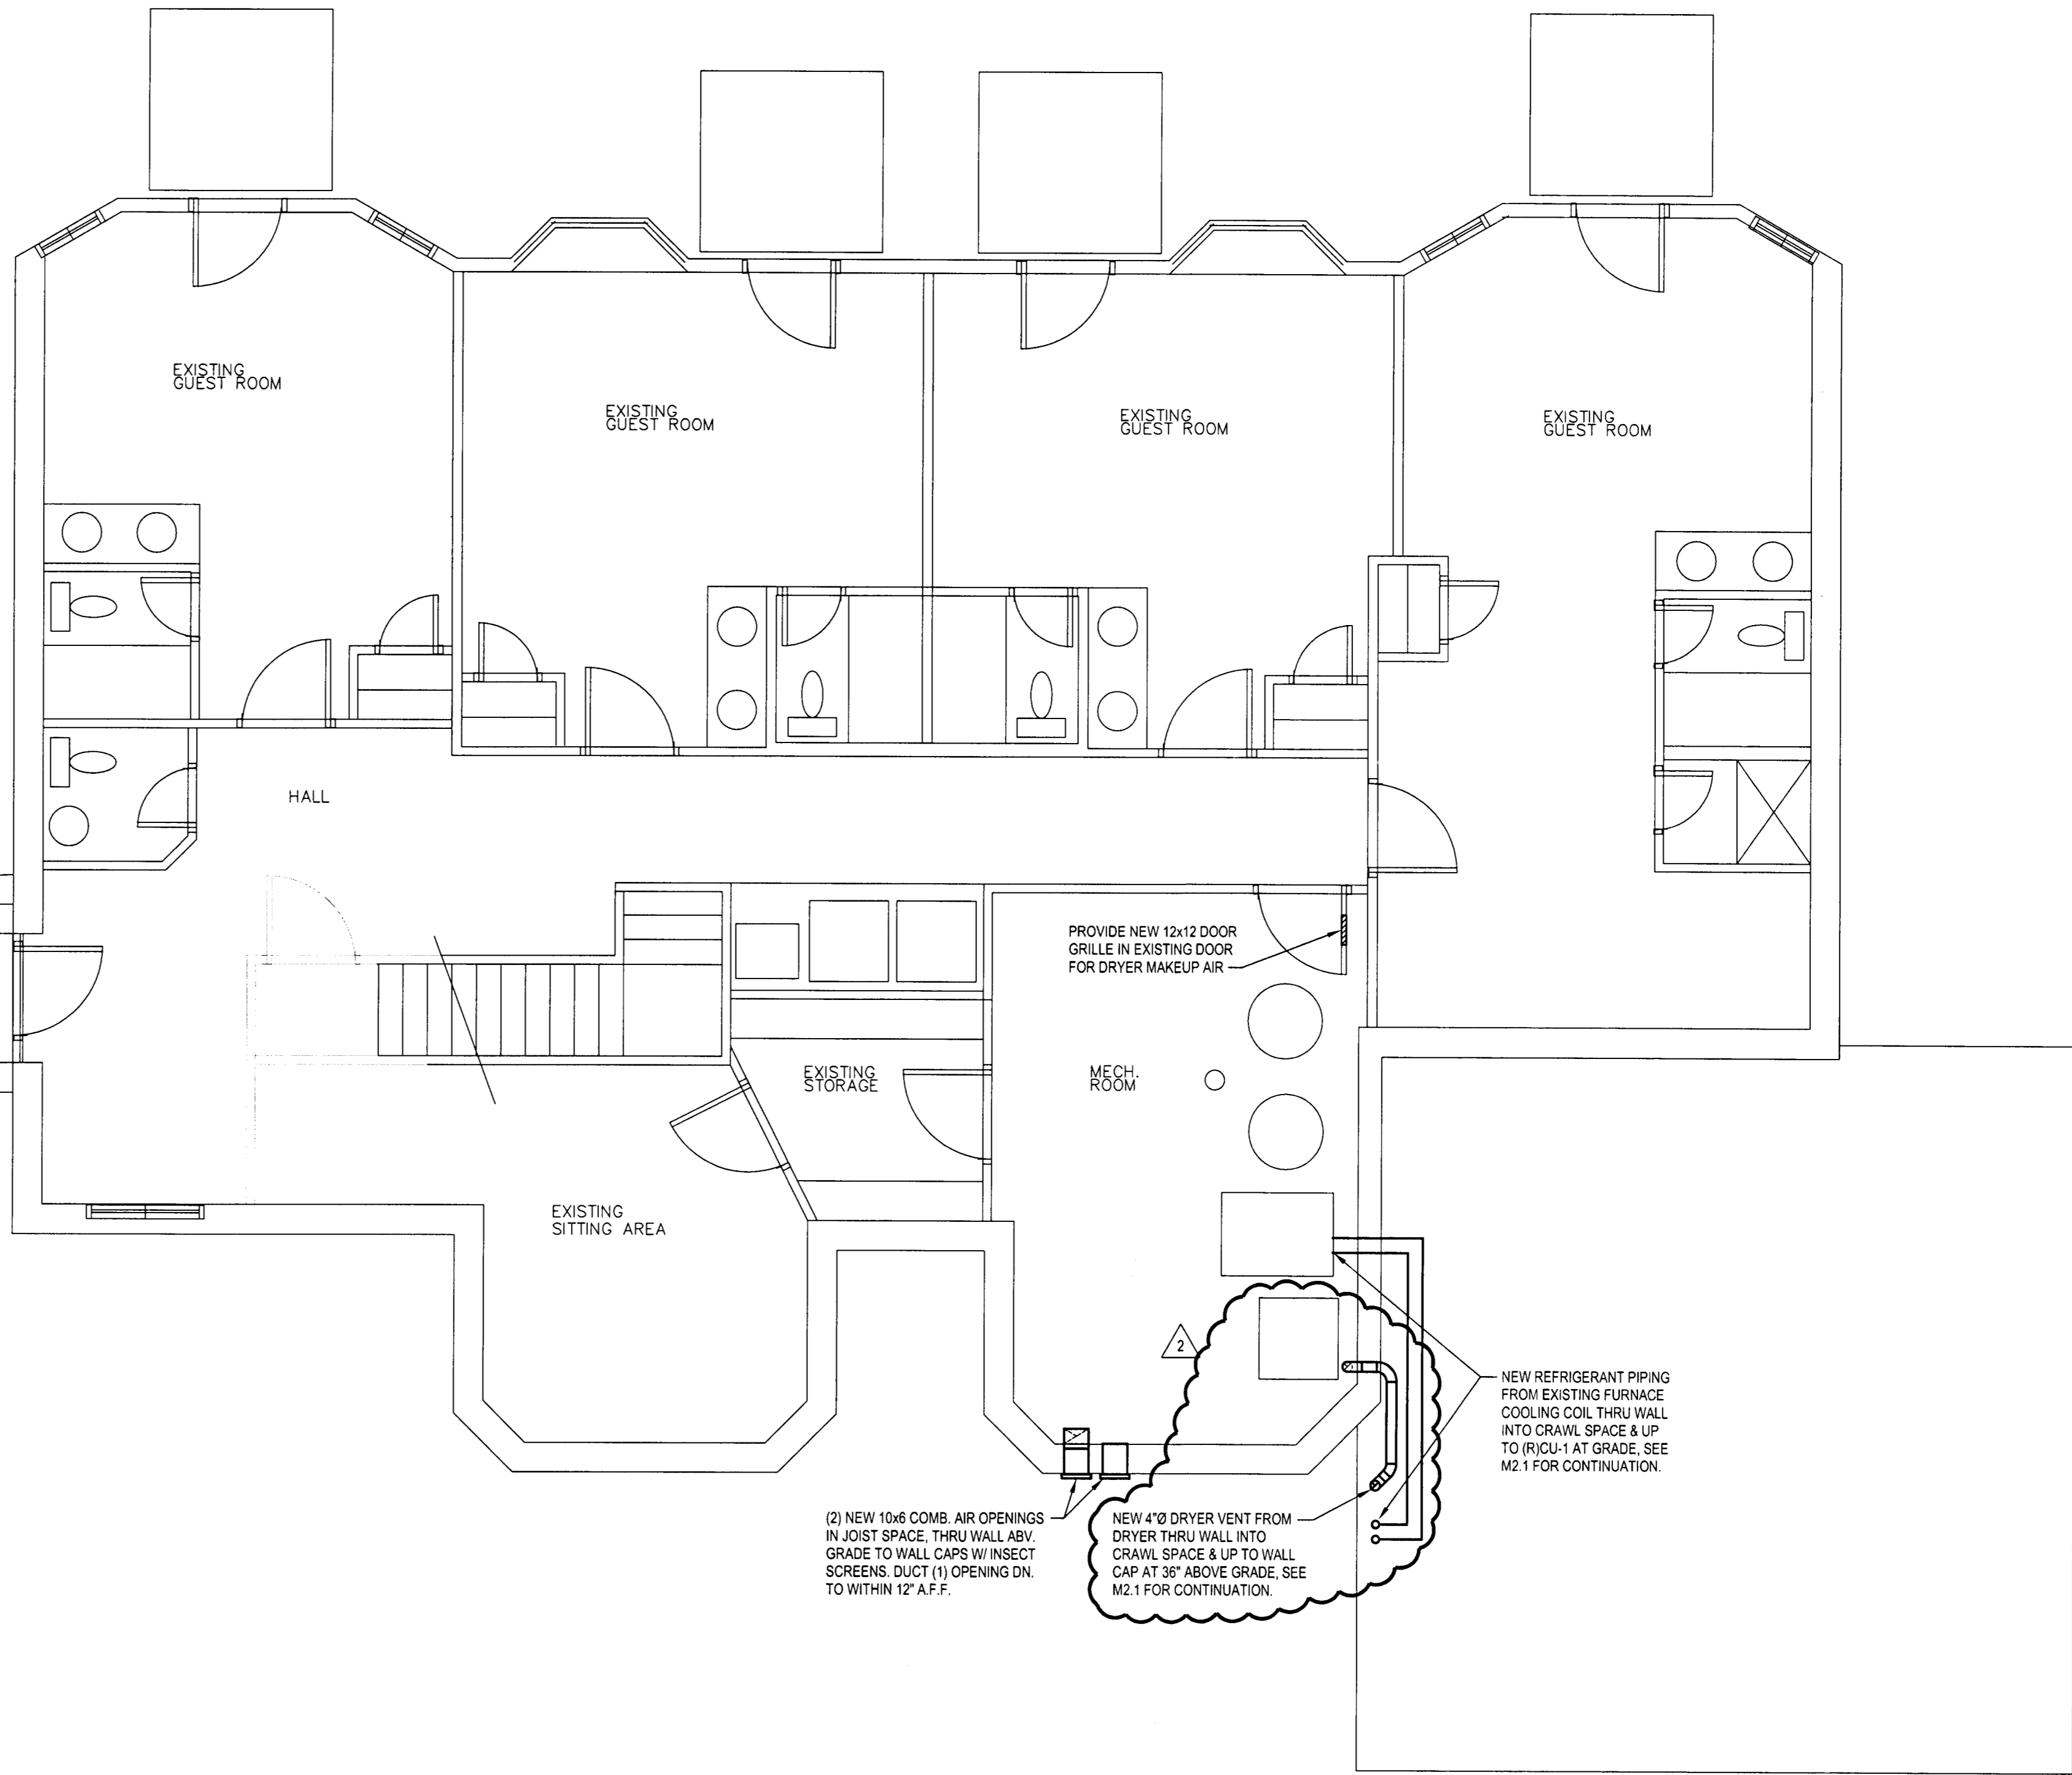 EXISTING
GUEST ROOM
EXISTING
GUEST ROOM
EXISTING
GUEST ROOM
EXISTING
GUEST ROOM
HALL
PROVIDE NEW 12x12 DOOR
GRILLE IN EXISTING DOOR
FOR DRYER MAKEUP AIR
EXISTING
STORAGE
MECH.
ROOM
EXISTING
SITTING AREA
2
NEW REFRIGERANT PIPING
FROM EXISTING FURNACE
COOLING COIL THRU WALL
INTO CRAWL SPACE & UP
TO (R)CU-1 AT GRADE, SEE
M2.1 FOR CONTINUATION.
(2) NEW 10x6 COMB. AIR OPENINGS
IN JOIST SPACE, THRU WALL ABV.
GRADE TO WALL CAPS W/ INSECT
SCREENS. DUCT (1) OPENING DN.
TO WITHIN 12" A.F.F.
NEW 4"Ø DRYER VENT FROM
DRYER THRU WALL INTO
CRAWL SPACE & UP TO WALL
CAP AT 36" ABOVE GRADE, SEE
M2.1 FOR CONTINUATION.